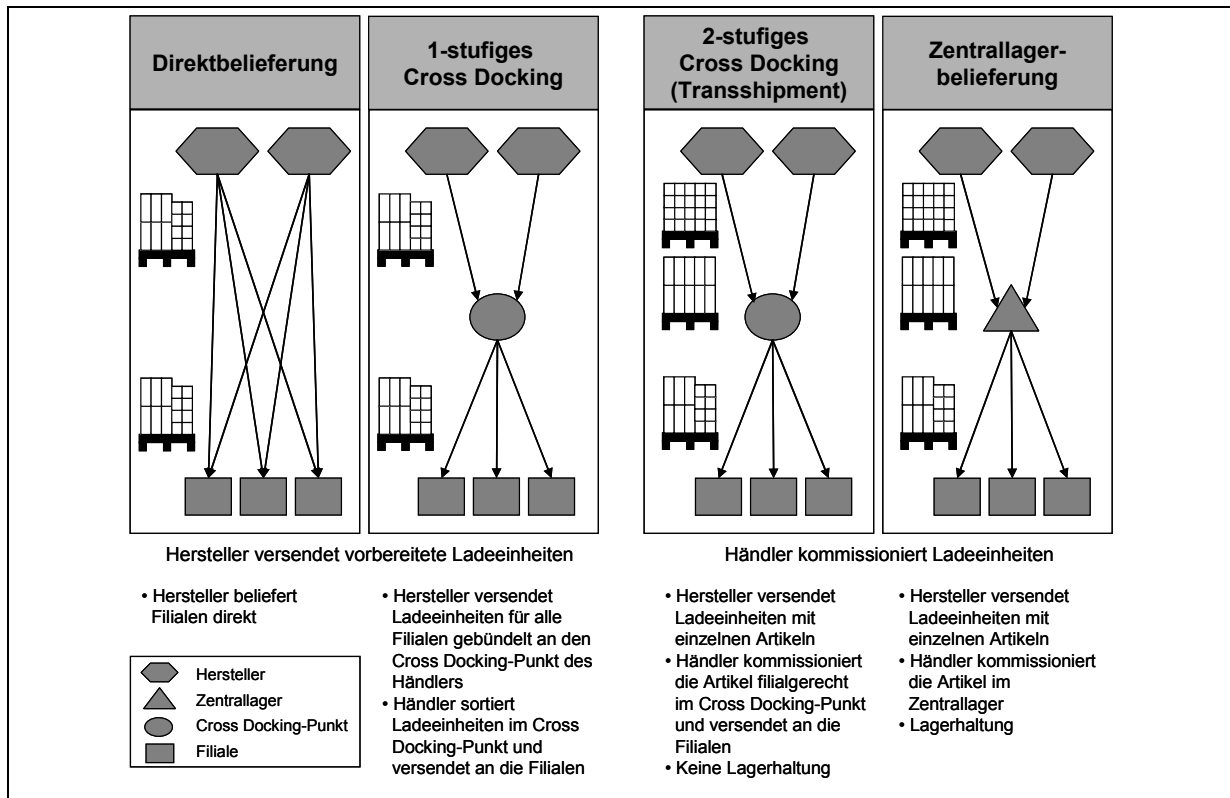 Direktbelieferung
1-stufiges
Cross Docking
2-stufiges
Cross Docking
(Transshipment)
Zentrallager-
belieferung
Hersteller versendet vorbereitete Ladeeinheiten
Händler kommissioniert Ladeeinheiten
• Hersteller beliefert
Filialen direkt
• Hersteller versendet
Ladeeinheiten für alle
Filialen gebündelt an den
Cross Docking-Punkt des
Händlers
• Händler sortiert
Ladeeinheiten im Cross
Docking-Punkt und
versendet an die Filialen
• Hersteller versendet
Ladeeinheiten mit
einzelnen Artikeln
• Händler kommissioniert
die Artikel filialgerecht
im Cross Docking-Punkt
und versendet an die
Filialen
• Keine Lagerhaltung
• Hersteller versendet
Ladeeinheiten mit
einzelnen Artikeln
• Händler kommissioniert
die Artikel im
Zentrallager
• Lagerhaltung
Hersteller
Zentrallager
Cross Docking-Punkt
Filiale